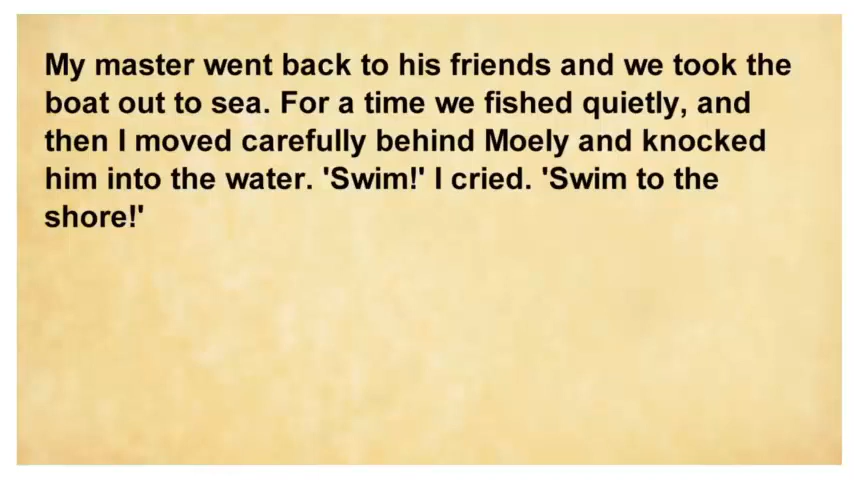 My master went back to his friends and we took the
boat out to sea. For a time we fished quietly, and
then I moved carefully behind Moely and knocked
him into the water. 'Swim!' I cried. 'Swim to the
shore!'